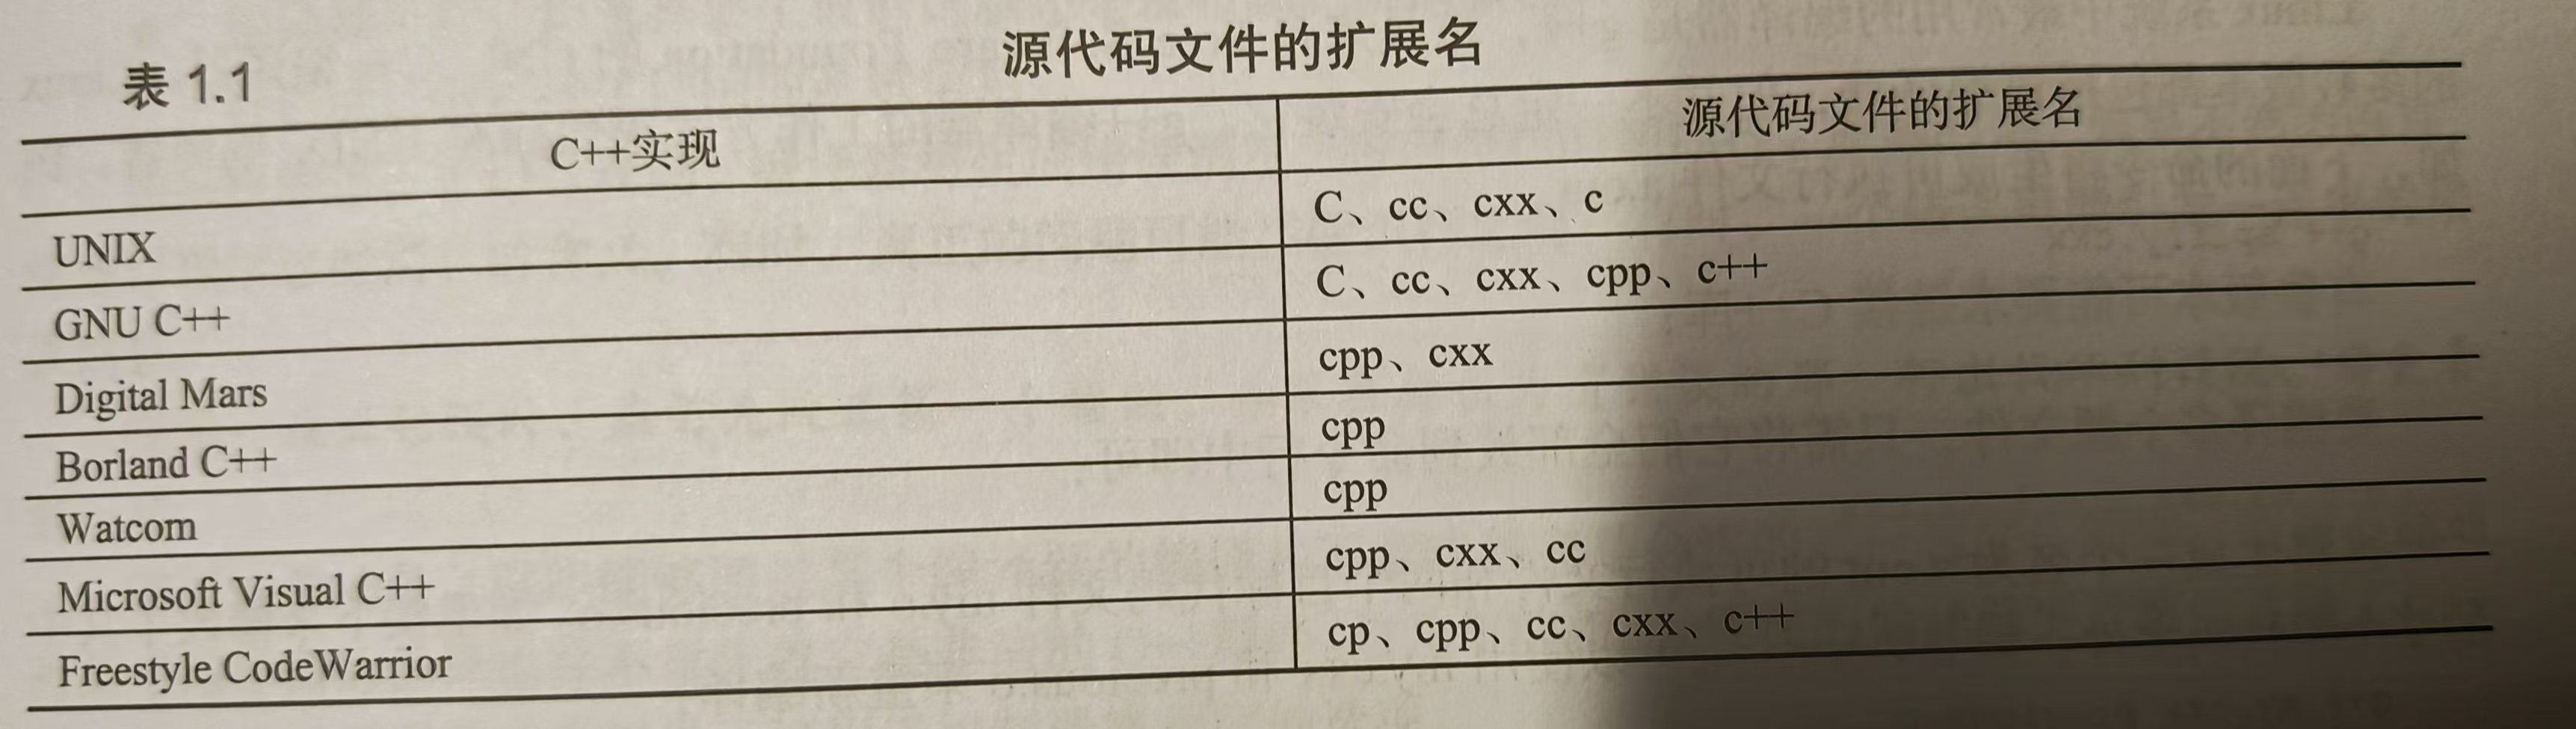 表 1.1 源代码文件的扩展名
C++实现 源代码文件的扩展名
UNIX C、cc、cxx、c
GNU C++ C、cc、cxx、cpp、c++
Digital Mars cpp、cxx
Borland C++ cpp
Watcom cpp
Microsoft Visual C++ cpp、cxx、cc
Freestyle CodeWarrior cp、cpp、cc、cxx、c++